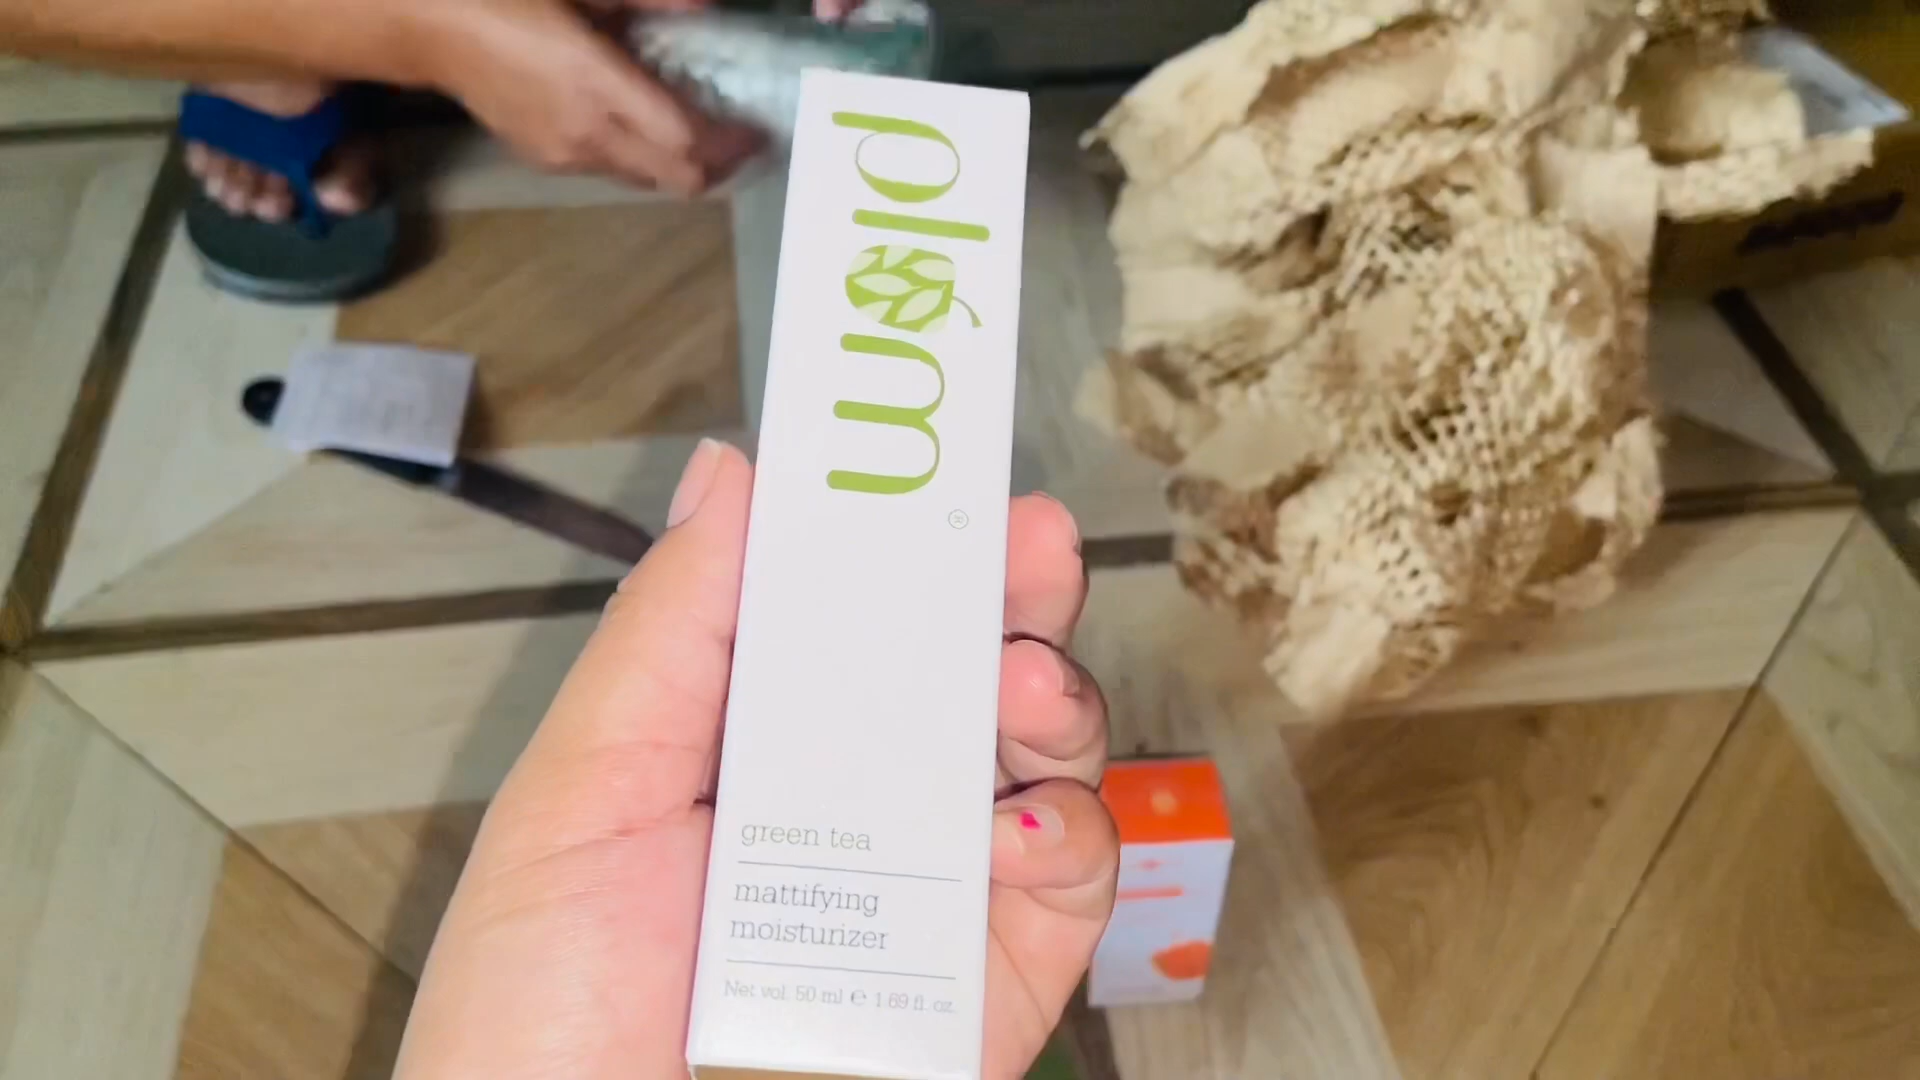 plum
®
green tea
mattifying
moisturizer
Net vol. 50 ml ℮ 1.69 fl. oz.